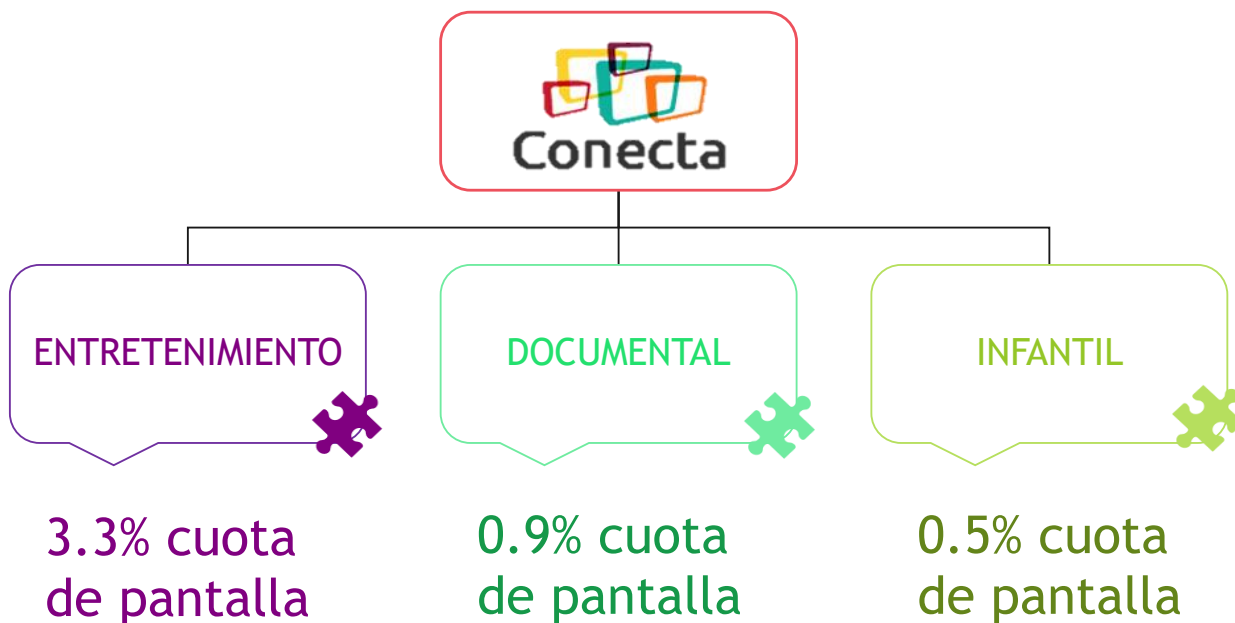 Conecta
ENTRETENIMIENTO
DOCUMENTAL
INFANTIL
3.3% cuota
de pantalla
0.9% cuota
de pantalla
0.5% cuota
de pantalla